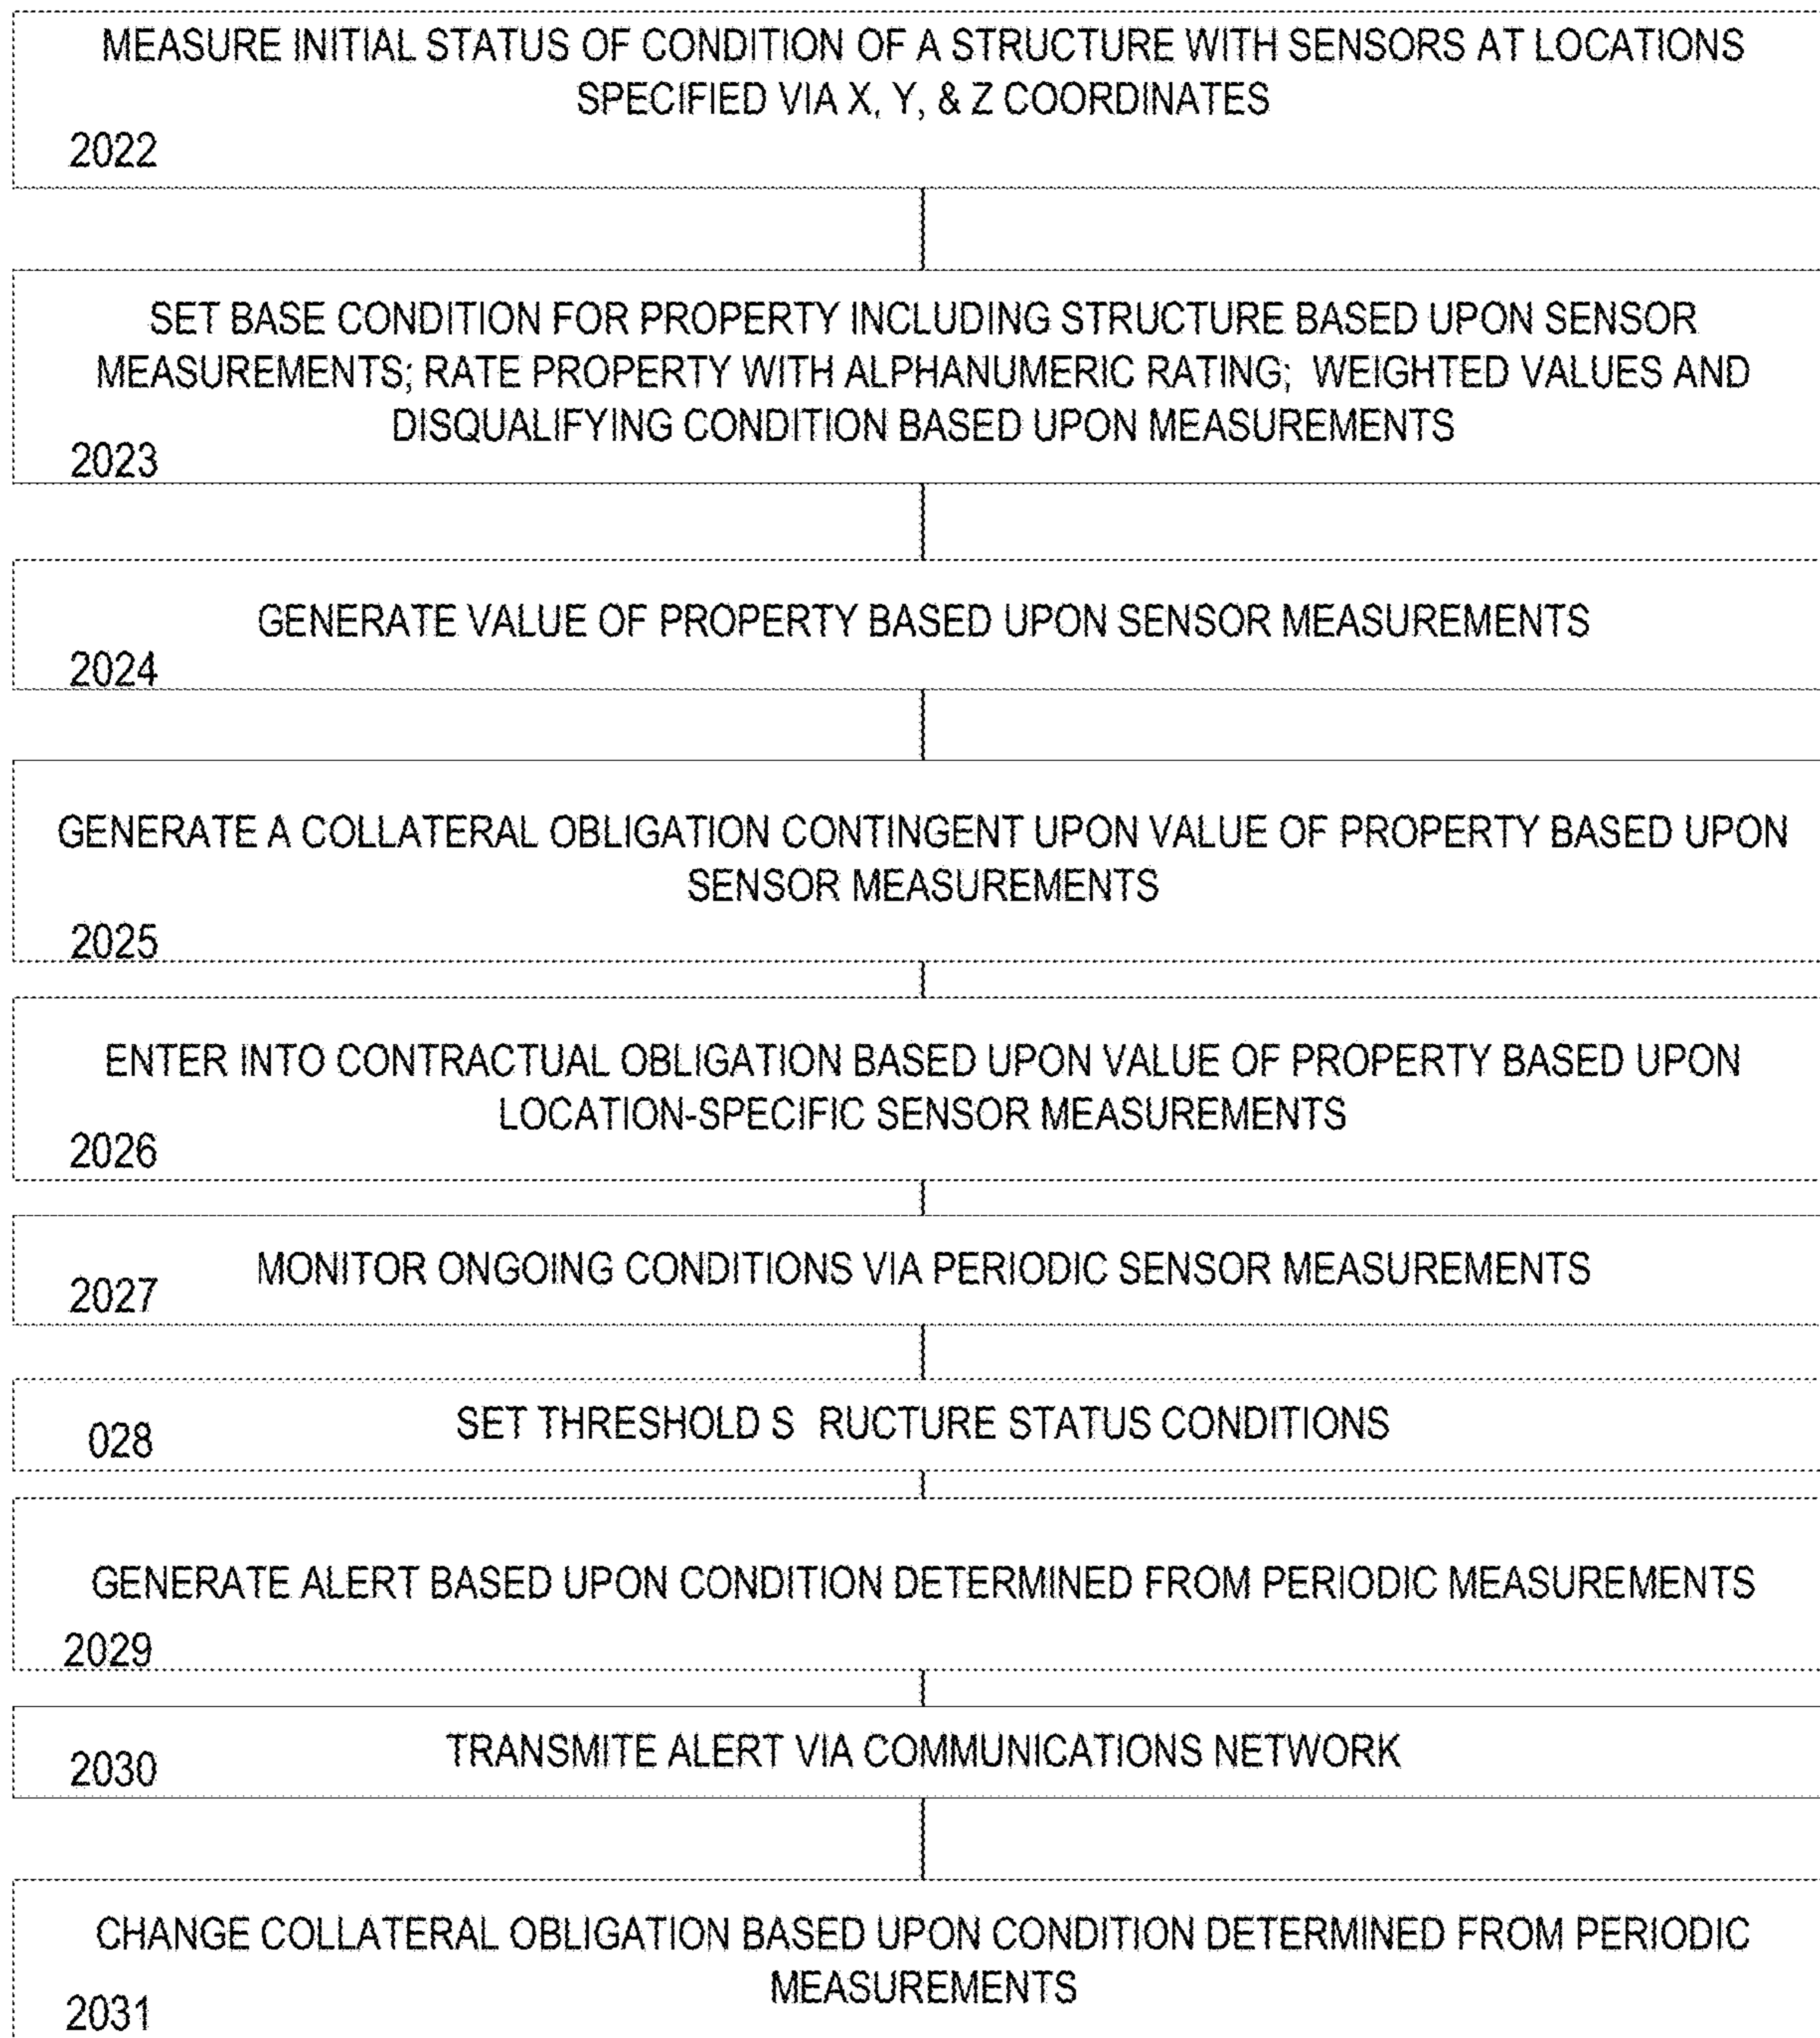 MEASURE INITIAL STATUS OF CONDITION OF A STRUCTURE WITH SENSORS AT LOCATIONS
SPECIFIED VIA X, Y, & Z COORDINATES
2022
SET BASE CONDITION FOR PROPERTY INCLUDING STRUCTURE BASED UPON SENSOR
MEASUREMENTS; RATE PROPERTY WITH ALPHANUMERIC RATING; WEIGHTED VALUES AND
DISQUALIFYING CONDITION BASED UPON MEASUREMENTS
2023
GENERATE VALUE OF PROPERTY BASED UPON SENSOR MEASUREMENTS
2024
GENERATE A COLLATERAL OBLIGATION CONTINGENT UPON VALUE OF PROPERTY BASED UPON
SENSOR MEASUREMENTS
2025
ENTER INTO CONTRACTUAL OBLIGATION BASED UPON VALUE OF PROPERTY BASED UPON
LOCATION-SPECIFIC SENSOR MEASUREMENTS
2026
MONITOR ONGOING CONDITIONS VIA PERIODIC SENSOR MEASUREMENTS
2027
SET THRESHOLD S RUCTURE STATUS CONDITIONS
028
GENERATE ALERT BASED UPON CONDITION DETERMINED FROM PERIODIC MEASUREMENTS
2029
TRANSMITE ALERT VIA COMMUNICATIONS NETWORK
2030
CHANGE COLLATERAL OBLIGATION BASED UPON CONDITION DETERMINED FROM PERIODIC
MEASUREMENTS
2031